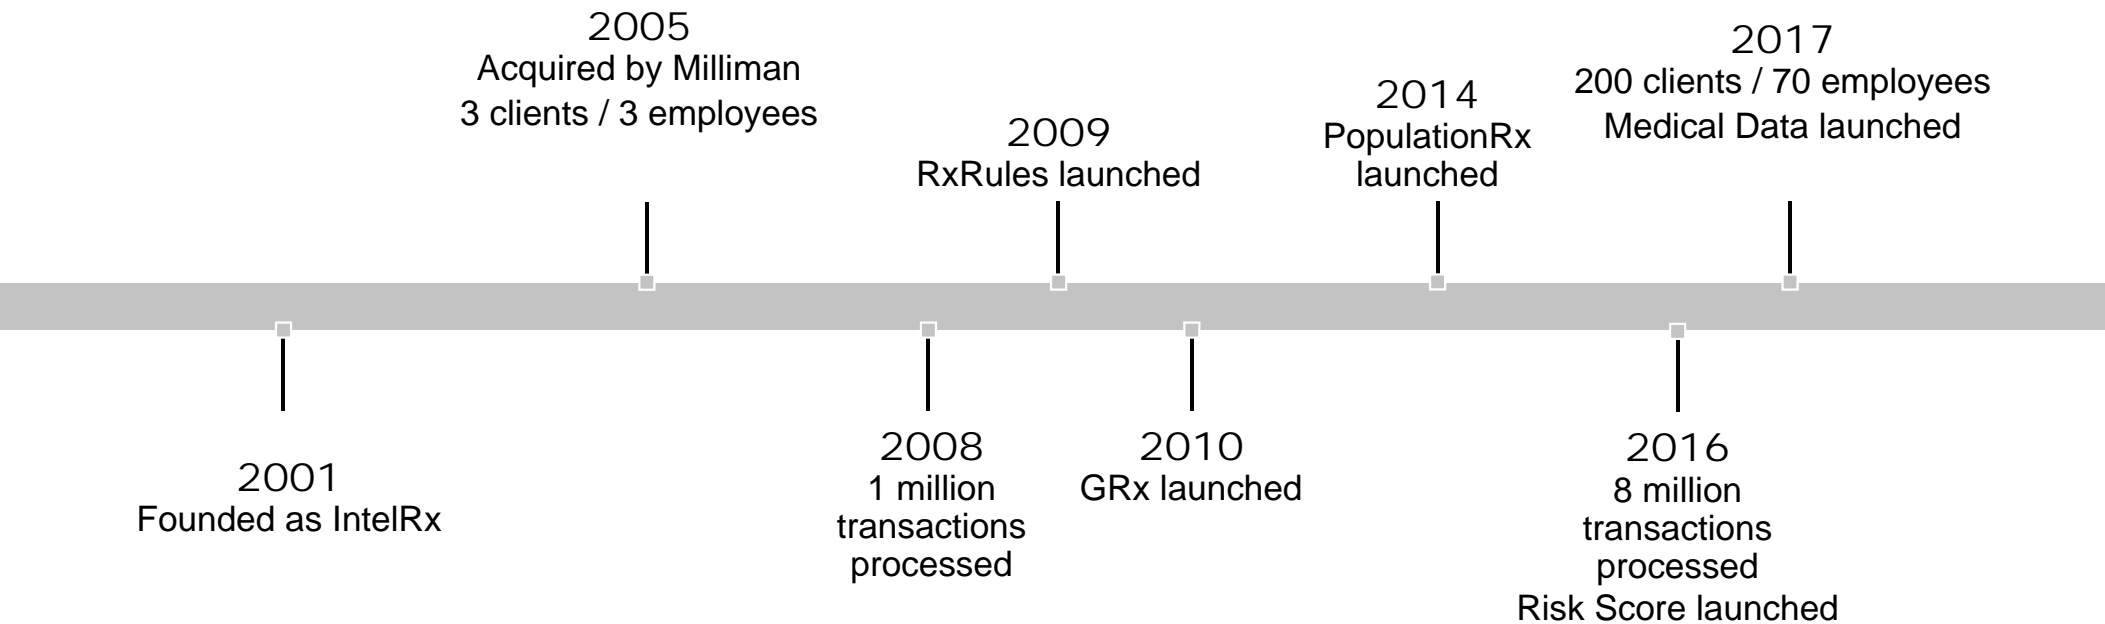 2005
Acquired by Milliman
3 clients / 3 employees
2017
200 clients / 70 employees
Medical Data launched
2014
PopulationRx
launched
2009
RxRules launched
2001
Founded as IntelRx
2008
1 million
transactions
processed
2010
GRx launched
2016
8 million
transactions
processed
Risk Score launched